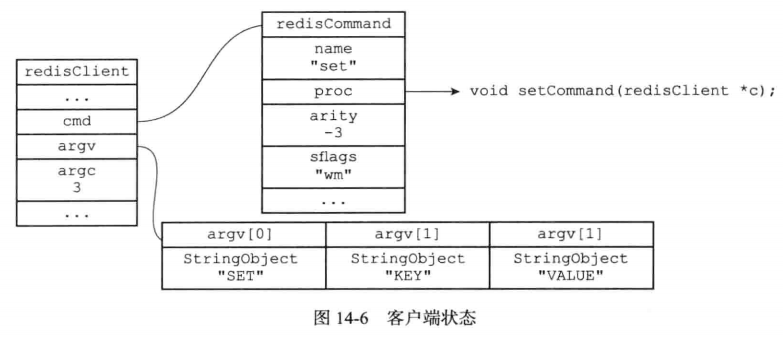 redisCommand
name
"set"
proc
arity
-3
sflags
"wm"
...
void setCommand(redisClient *c);
redisClient
...
cmd
argv
argc
3
...
argv[0] argv[1] argv[1]
StringObject StringObject StringObject
"SET" "KEY" "VALUE"
图 14-6 客户端状态